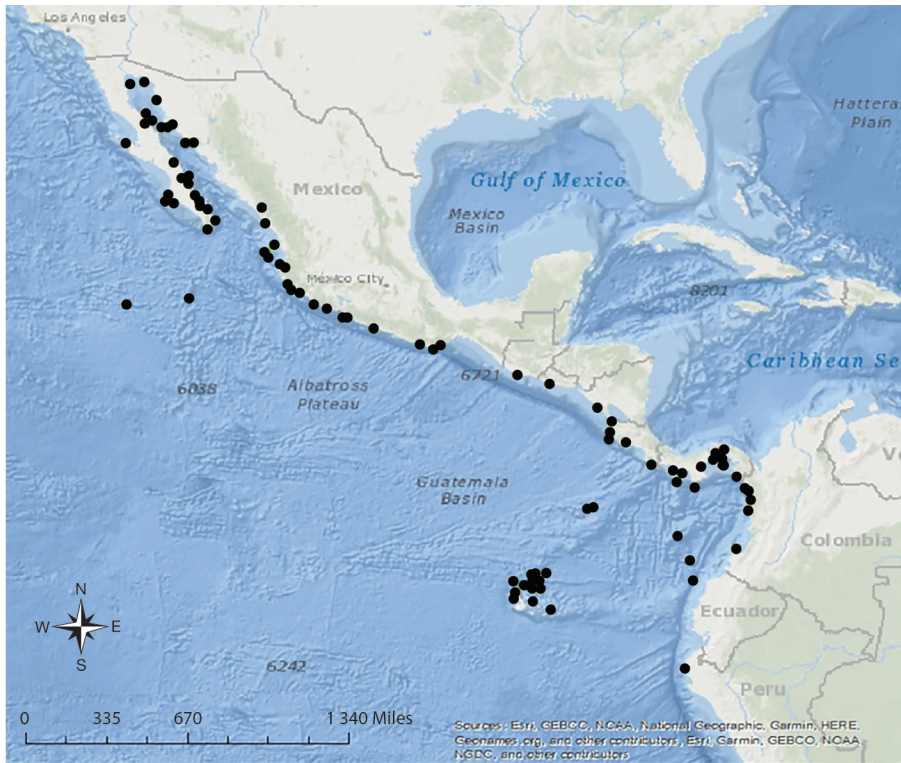 Los Angeles
Hatteras
Plain
Gulf of Mexico
Mexico
Mexico
Basin
México City
8201
Caribbean Se
6721
6038
Albatross
Plateau
Ve
Guatemala
Basin
Colombia
N
W E
S
Ecuador
6242
Peru
0 335 670 1 340 Miles
Sources: Esri, GEBCO, NOAA, National Geographic, Garmin, HERE,
Geonames.org, and other contributors, Esri, Garmin, GEBCO, NOAA
NGDC, and other contributors